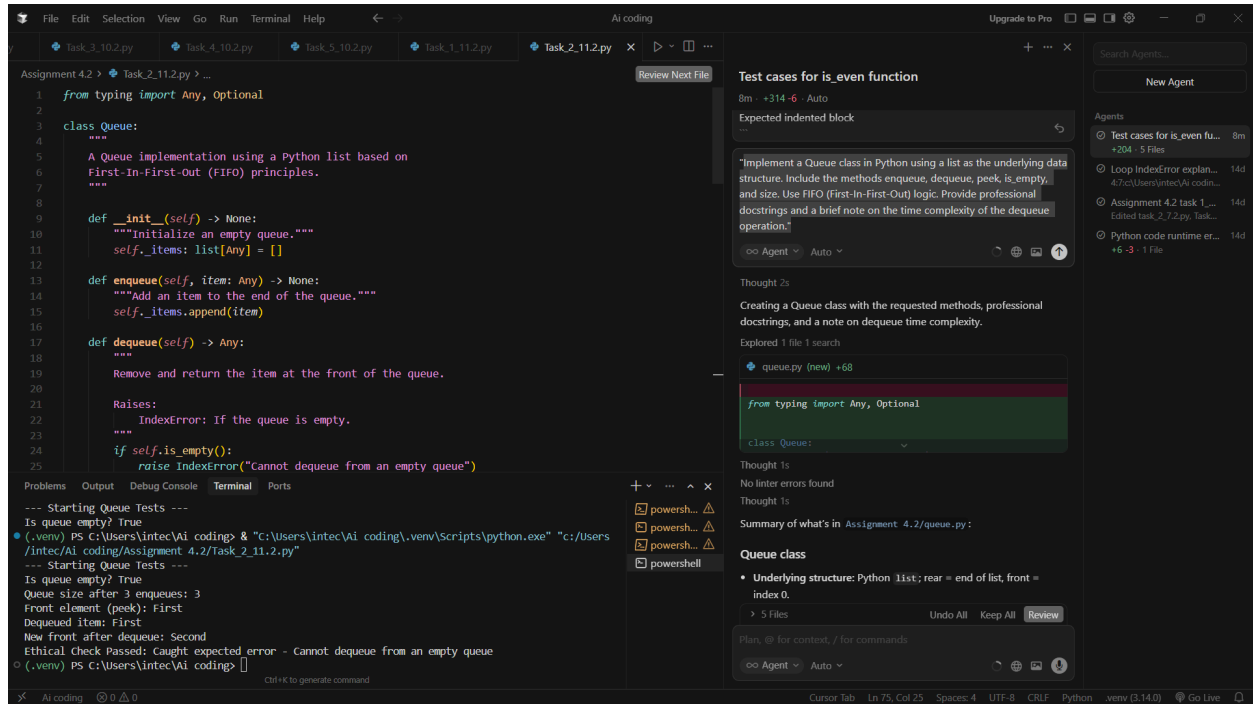 File Edit Selection View Go Run Terminal Help
Ai coding
Upgrade to Pro
y Task_3_10.2.py Task_4_10.2.py Task_5_10.2.py Task_1_11.2.py Task_2_11.2.py
Assignment 4.2 > Task_2_11.2.py > ...
Review Next File
1 from typing import Any, Optional
2
3 class Queue:
4 """
5 A Queue implementation using a Python list based on
6 First-In-First-Out (FIFO) principles.
7 """
8
9 def __init__(self) -> None:
10 """Initialize an empty queue."""
11 self._items: list[Any] = []
12
13 def enqueue(self, item: Any) -> None:
14 """Add an item to the end of the queue."""
15 self._items.append(item)
16
17 def dequeue(self) -> Any:
18 """
19 Remove and return the item at the front of the queue.
20
21 Raises:
22 IndexError: If the queue is empty.
23 """
24 if self.is_empty():
25 raise IndexError("Cannot dequeue from an empty queue")
Problems Output Debug Console Terminal Ports
--- Starting Queue Tests ---
Is queue empty? True
(.venv) PS C:\Users\intec\Ai coding> & "C:\Users\intec\Ai coding\.venv\Scripts\python.exe" "c:/Users
/intec/Ai coding/Assignment 4.2/Task_2_11.2.py"
--- Starting Queue Tests ---
Is queue empty? True
Queue size after 3 enqueues: 3
Front element (peek): First
Dequeued item: First
New front after dequeue: Second
Ethical Check Passed: Caught expected error - Cannot dequeue from an empty queue
(.venv) PS C:\Users\intec\Ai coding>
Ctrl+K to generate command
powersh...
powersh...
powersh...
powershell
Test cases for is_even function
8m · +314 -6 · Auto
Expected indented block
...
"Implement a Queue class in Python using a list as the underlying data
structure. Include the methods enqueue, dequeue, peek, is_empty,
and size. Use FIFO (First-In-First-Out) logic. Provide professional
docstrings and a brief note on the time complexity of the dequeue
operation."
Agent Auto
Thought 2s
Creating a Queue class with the requested methods, professional
docstrings, and a note on dequeue time complexity.
Explored 1 file 1 search
queue.py (new) +68
from typing import Any, Optional
class Queue:
Thought 1s
No linter errors found
Thought 1s
Summary of what's in Assignment 4.2/queue.py:
Queue class
• Underlying structure: Python list; rear = end of list, front =
index 0.
> 5 Files Undo All Keep All Review
Plan, @ for context, / for commands
Agent Auto
Search Agents...
New Agent
Agents
Test cases for is_even fu... 8m
+204 · 5 Files
Loop IndexError explan... 14d
4:7:c\Users\intec\Ai codin...
Assignment 4.2 task 1_... 14d
Edited task_2_7.2.py, Task...
Python code runtime er... 14d
+6 -3 · 1 File
Ai coding 0 0
Cursor Tab Ln 75, Col 25 Spaces: 4 UTF-8 CRLF Python .venv (3.14.0) Go Live